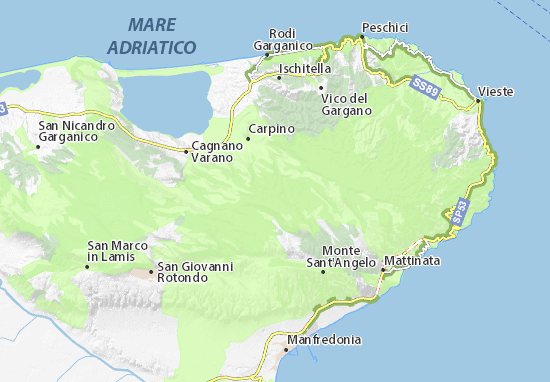 MARE
ADRIATICO
Rodi
Garganico
Peschici
Ischitella
Vico del
Gargano
SS89
Vieste
3
San Nicandro
Garganico
Carpino
Cagnano
Varano
SP53
San Marco
in Lamis
San Giovanni
Rotondo
Monte
Sant'Angelo
Mattinata
Manfredonia